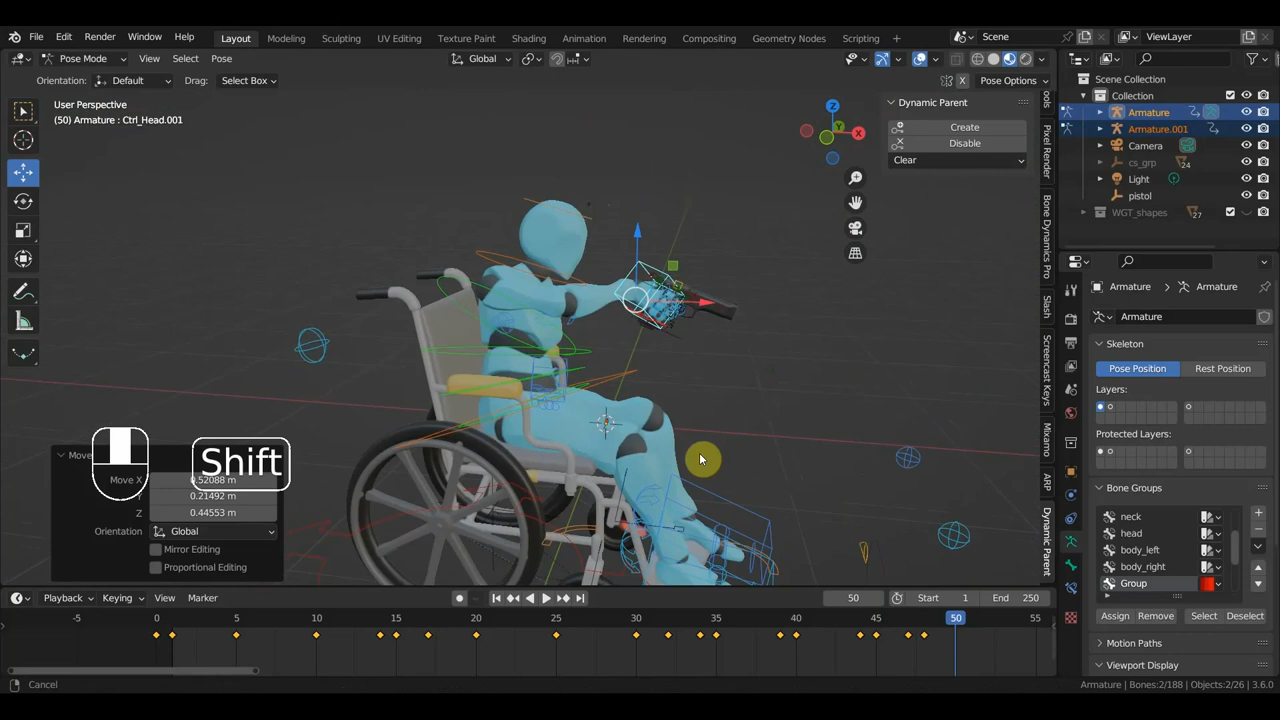 File Edit Render Window Help Layout Modeling Sculpting UV Editing Texture Paint Shading Animation Rendering Compositing Geometry Nodes Scripting + Scene ViewLayer
Pose Mode View Select Pose Global
Orientation: Default Drag: Select Box X Pose Options
Scene Collection
Collection
Armature
Armature.001
Camera
cs_grp 24
Light
pistol
WGT_shapes 27
User Perspective
(50) Armature : Ctrl_Head.001
Z
Y
X
Dynamic Parent
Create
Disable
Clear
ools
Pixel Render
Bone Dynamics Pro
Slash
Screencast Keys
Mixamo
ARP
Dynamic Parent
Armature Armature
Armature
Skeleton
Pose Position Rest Position
Layers:
Protected Layers:
Bone Groups
neck
head
body_left
body_right
Group
Assign Remove Select Deselect
Motion Paths
Viewport Display
Shift
Move
Move X 0.52088 m
Y 0.21492 m
Z 0.44553 m
Orientation Global
Mirror Editing
Proportional Editing
Playback Keying View Marker 50 Start 1 End 250
-5 0 5 10 15 20 25 30 35 40 45 50 55
Cancel
Armature | Bones:2/188 | Objects:2/26 | 3.6.0